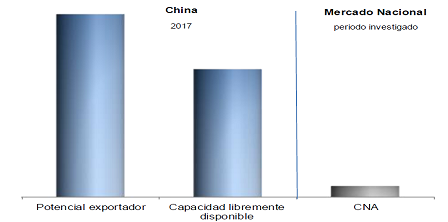 China
2017
Mercado Nacional
periodo investigado
Potencial exportador
Capacidad libremente
disponible
CNA